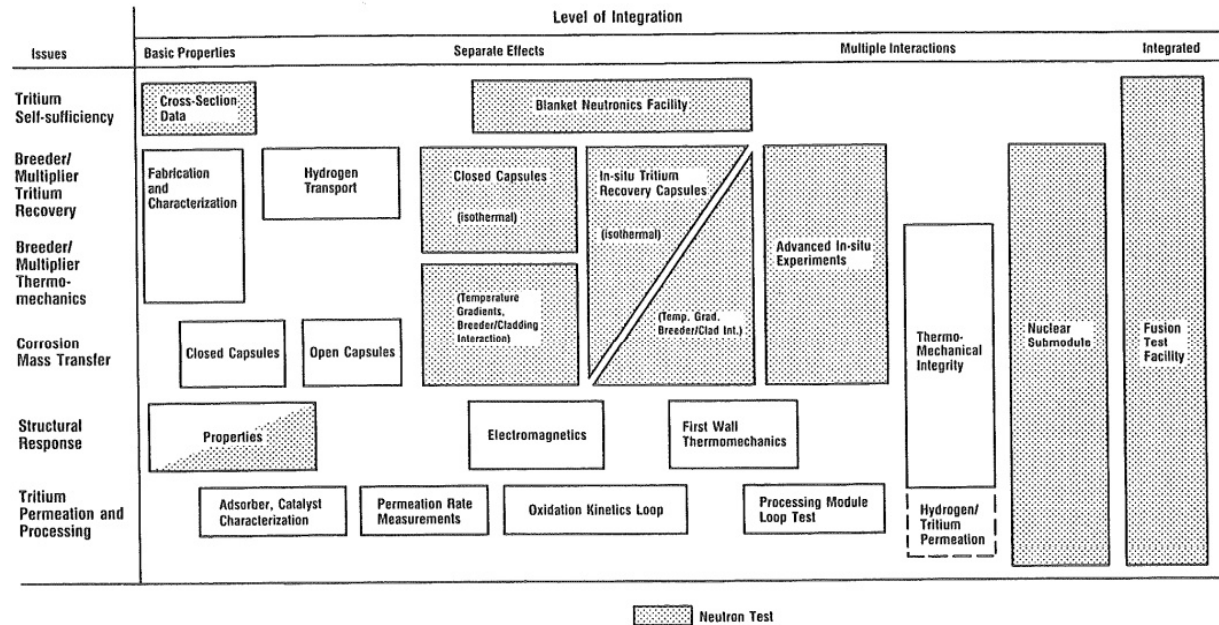 Level of Integration
Issues
Basic Properties
Separate Effects
Multiple Interactions
Integrated
Tritium
Self-sufficiency
Cross-Section
Data
Blanket Neutronics Facility
Breeder/
Multiplier
Tritium
Recovery
Fabrication
and
Characterization
Hydrogen
Transport
Closed Capsules
(isothermal)
In-situ Tritium
Recovery Capsules
(isothermal)
Breeder/
Multiplier
Thermo-
mechanics
(Temperature
Gradients,
Breeder/Cladding
Interaction)
(Temp. Grad.
Breeder/Clad Int.)
Advanced In-situ
Experiments
Corrosion
Mass Transfer
Closed Capsules
Open Capsules
Thermo-
Mechanical
Integrity
Nuclear
Submodule
Fusion
Test
Facility
Structural
Response
Properties
Electromagnetics
First Wall
Thermomechanics
Tritium
Permeation and
Processing
Adsorber, Catalyst
Characterization
Permeation Rate
Measurements
Oxidation Kinetics Loop
Processing Module
Loop Test
Hydrogen/
Tritium
Permeation
Neutron Test